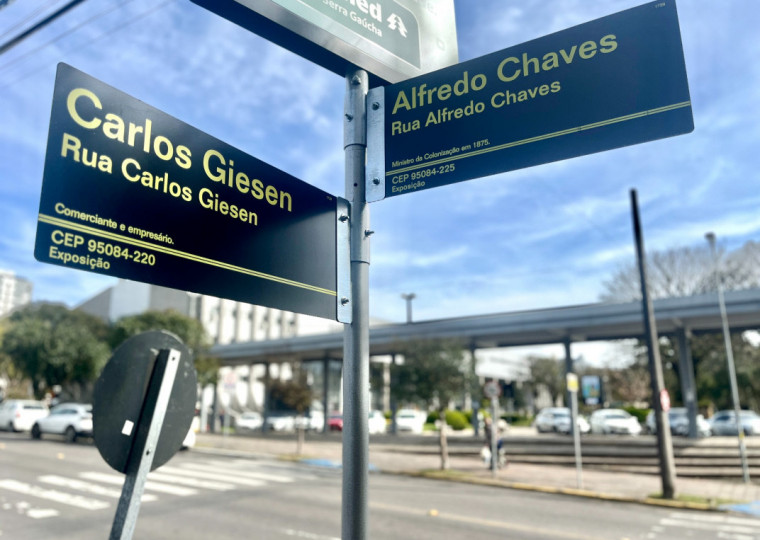 Serra Gaúcha
Carlos Giesen
Rua Carlos Giesen
Comerciante e empresário.
CEP 95084-220
Exposição
Alfredo Chaves
Rua Alfredo Chaves
Ministro da Colonização em 1875.
CEP 95084-225
Exposição